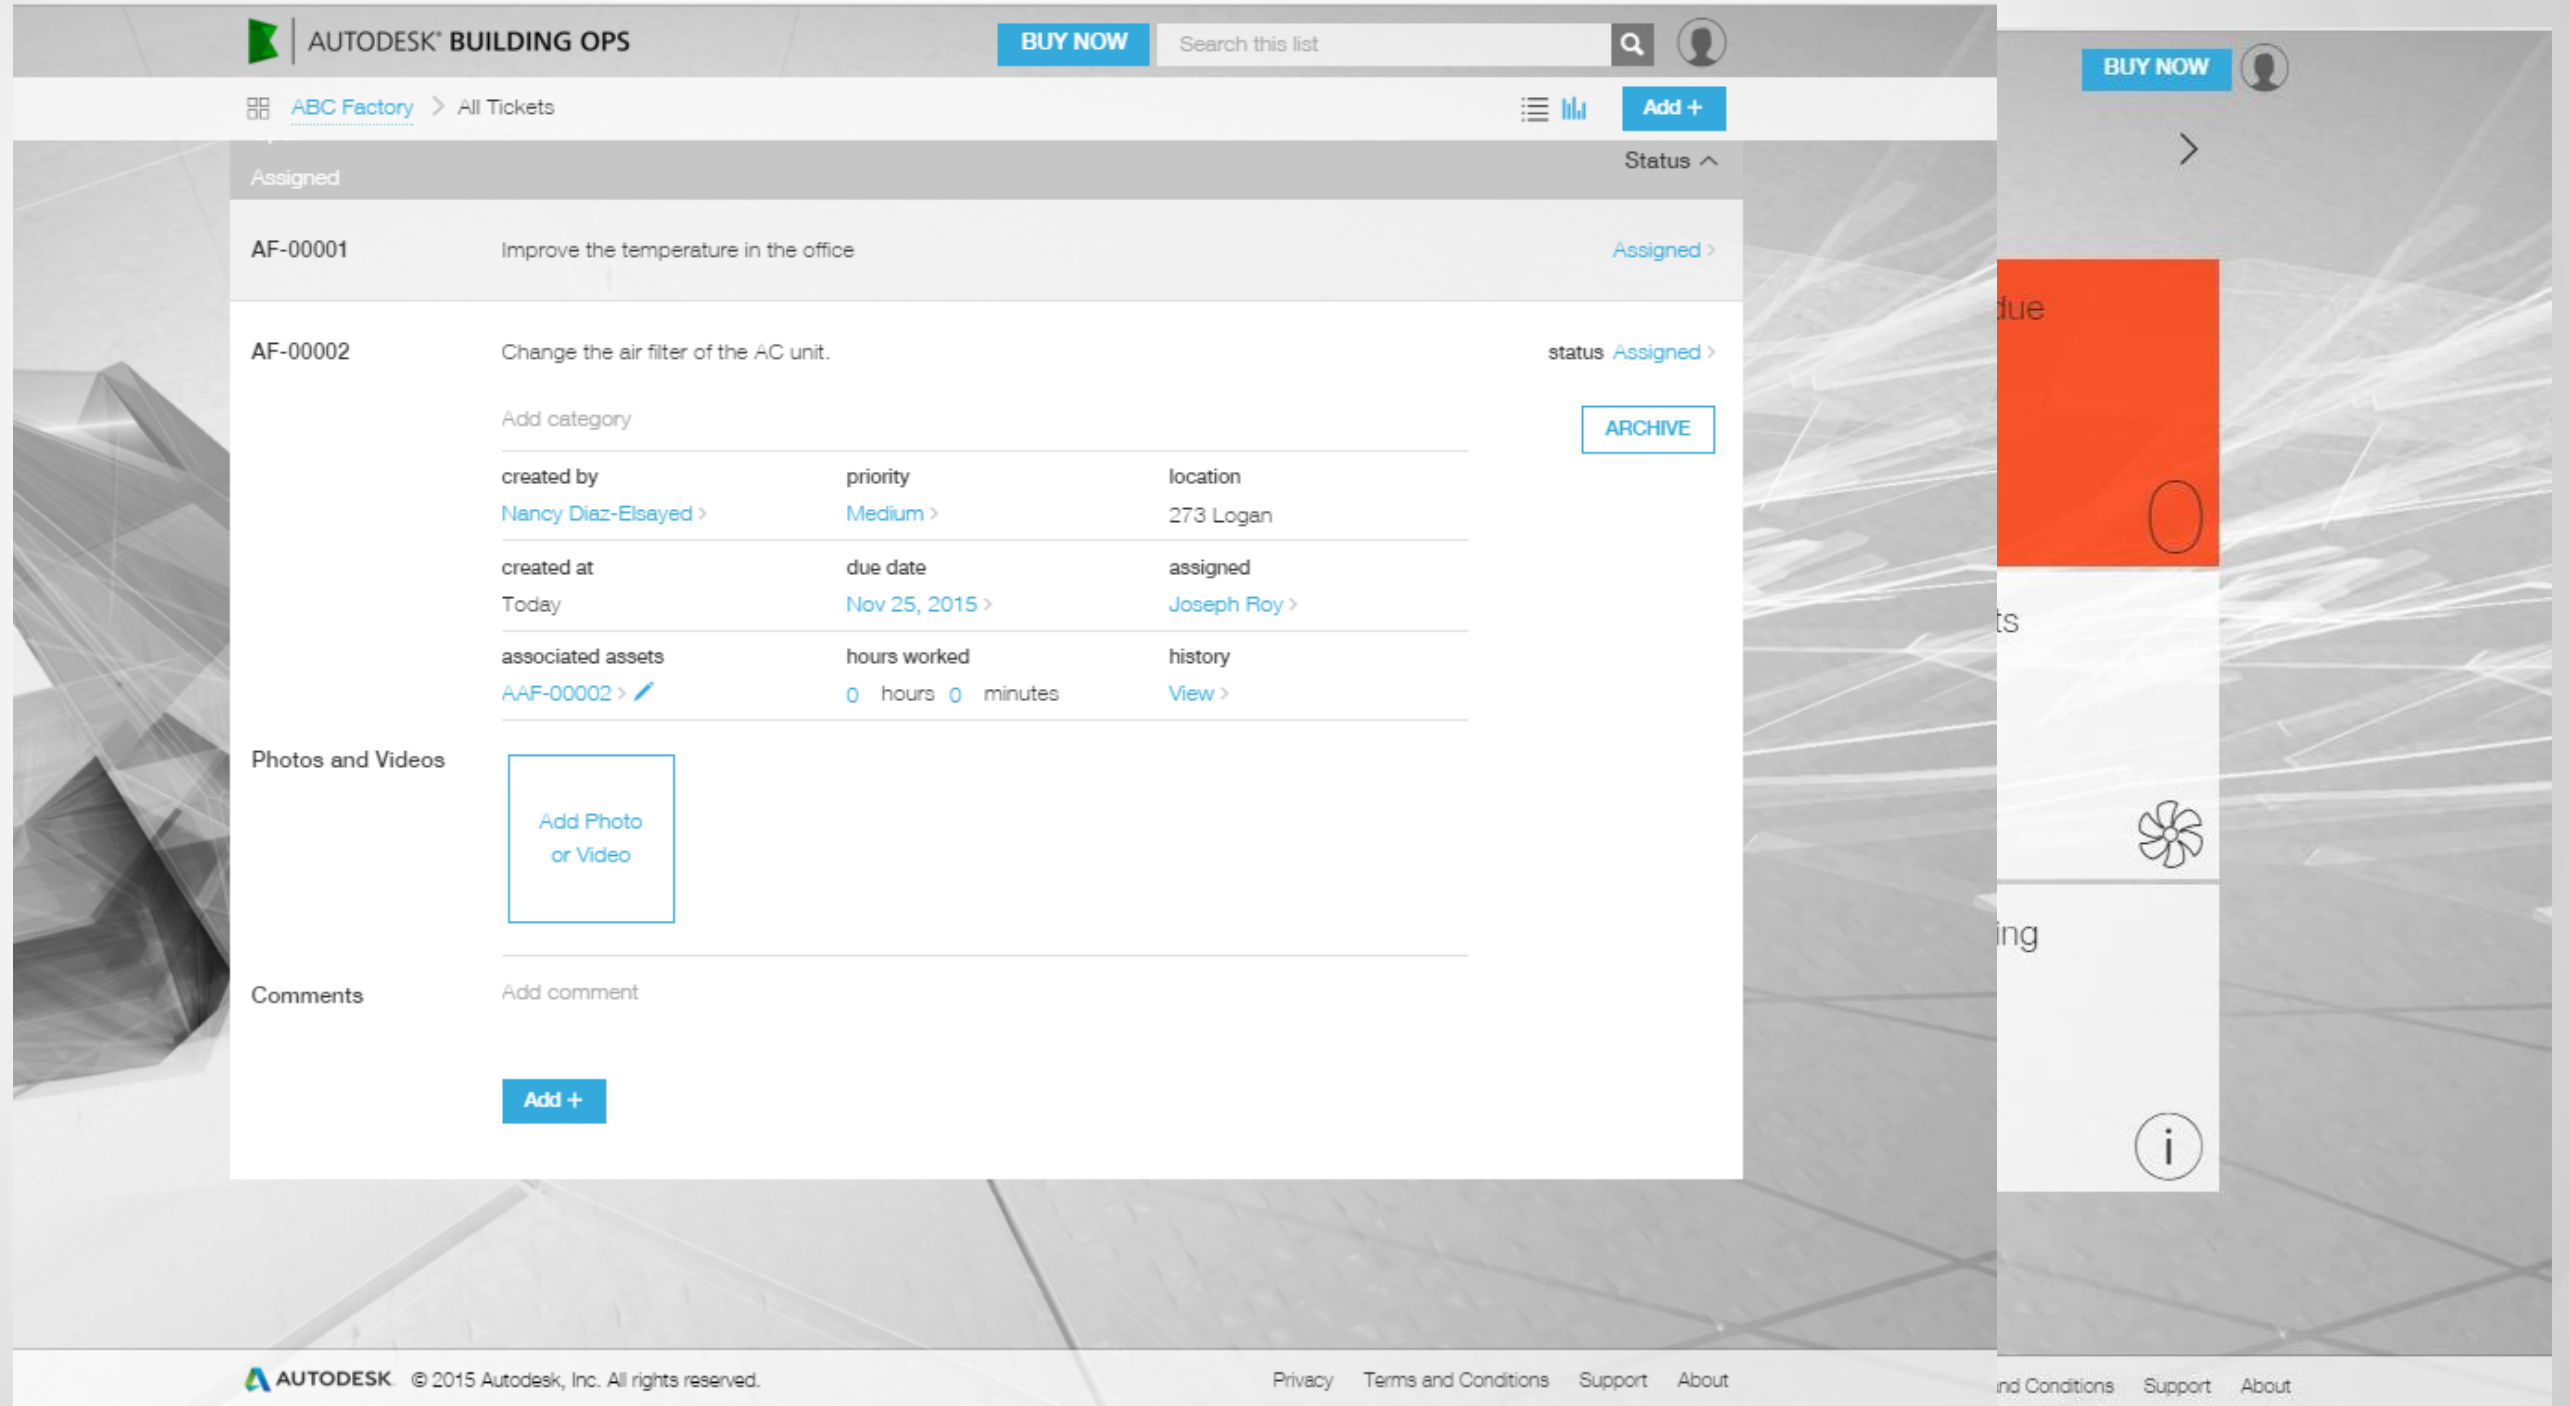 AUTODESK® BUILDING OPS
BUY NOW
Search this list
ABC Factory > All Tickets
Add +
Status
Assigned
AF-00001 Improve the temperature in the office Assigned >
AF-00002 Change the air filter of the AC unit. status Assigned >
Add category
ARCHIVE
created by priority location
Nancy Diaz-Elsayed > Medium > 273 Logan
created at due date assigned
Today Nov 25, 2015 > Joseph Roy >
associated assets hours worked history
AAF-00002 > 0 hours 0 minutes View >
Photos and Videos
Add Photo
or Video
Comments Add comment
Add +
AUTODESK. © 2015 Autodesk, Inc. All rights reserved.
Privacy Terms and Conditions Support About
BUY NOW
due
0
ts
ing
i
nd Conditions Support About